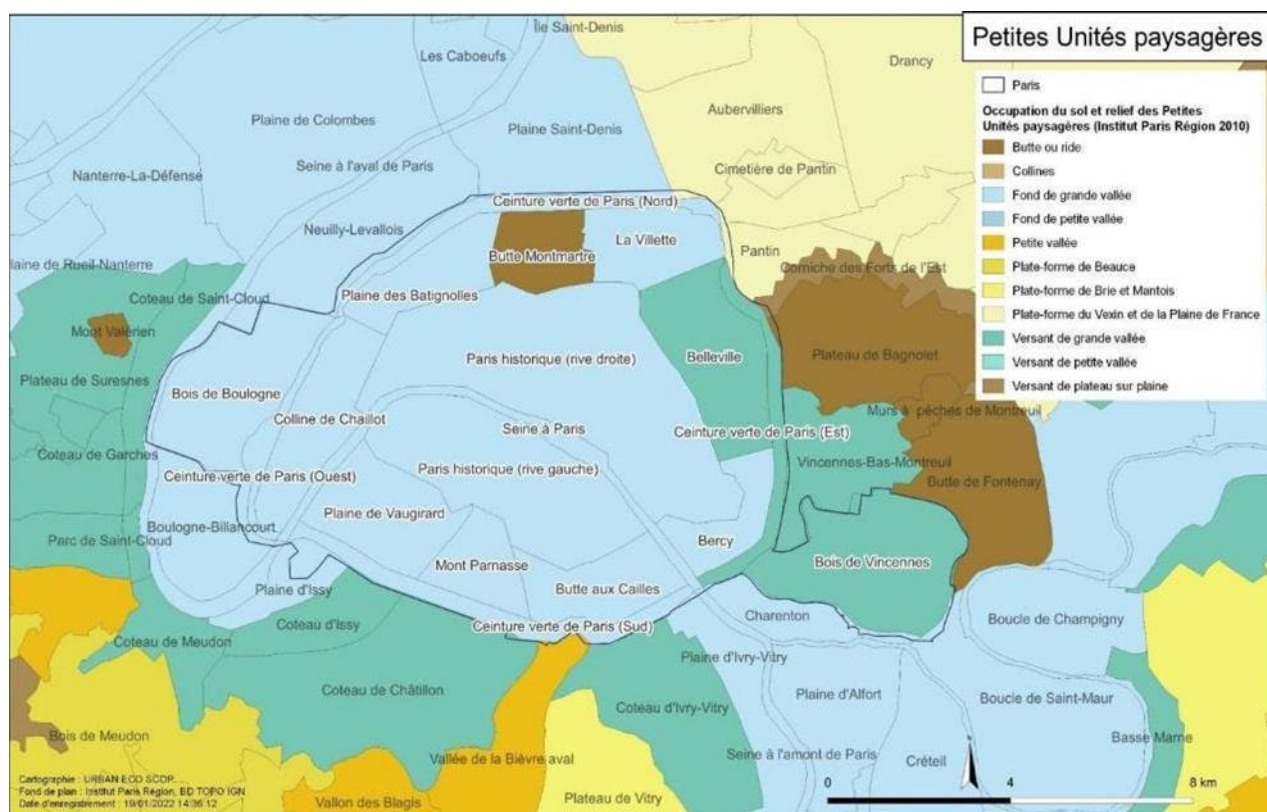 Petites Unités paysagères
Paris
Occupation du sol et relief des Petites
Unités paysagères (Institut Paris Région 2010)
Butte ou ride
Collines
Fond de grande vallée
Fond de petite vallée
Petite vallée
Plate-forme de Beauce
Plate-forme de Brie et Mantois
Plate-forme du Vexin et de la Plaine de France
Versant de grande vallée
Versant de petite vallée
Versant de plateau sur plaine
Île Saint-Denis
Les Caboeufs
Drancy
Aubervilliers
Plaine de Colombes
Plaine Saint-Denis
Seine à l'aval de Paris
Cimetière de Pantin
Nanterre-La-Défense
Ceinture verte de Paris (Nord)
Neuilly-Levallois
La Villette
Butte Montmartre
Pantin
Plaine de Rueil-Nanterre
Corniche des Forts de l'Est
Coteau de Saint-Cloud
Plaine des Batignolles
Mont Valérien
Paris historique (rive droite)
Belleville
Plateau de Bagnolet
Plateau de Suresnes
Bois de Boulogne
Colline de Chaillot
Murs à pêches de Montreuil
Seine à Paris
Ceinture verte de Paris (Est)
Coteau de Garches
Vincennes-Bas-Montreuil
Ceinture verte de Paris (Ouest)
Paris historique (rive gauche)
Butte de Fontenay
Plaine de Vaugirard
Boulogne-Billancourt
Parc de Saint-Cloud
Bercy
Mont Parnasse
Bois de Vincennes
Plaine d'Issy
Butte aux Cailles
Charenton
Boucle de Champigny
Coteau d'Issy
Ceinture verte de Paris (Sud)
Coteau de Meudon
Plaine d'Ivry-Vitry
Coteau de Châtillon
Plaine d'Alfort
Boucle de Saint-Maur
Coteau d'Ivry-Vitry
Bois de Meudon
Basse Marne
Vallée de la Bièvre aval
Seine à l'amont de Paris
Créteil
Vallon des Blagis
Plateau de Vitry
N
0 4 8 km
Cartographie : URBAN ECO SCOP
Fond de plan : Institut Paris Région, BD TOPO IGN
Date d'enregistrement : 19/01/2022 14:36:12